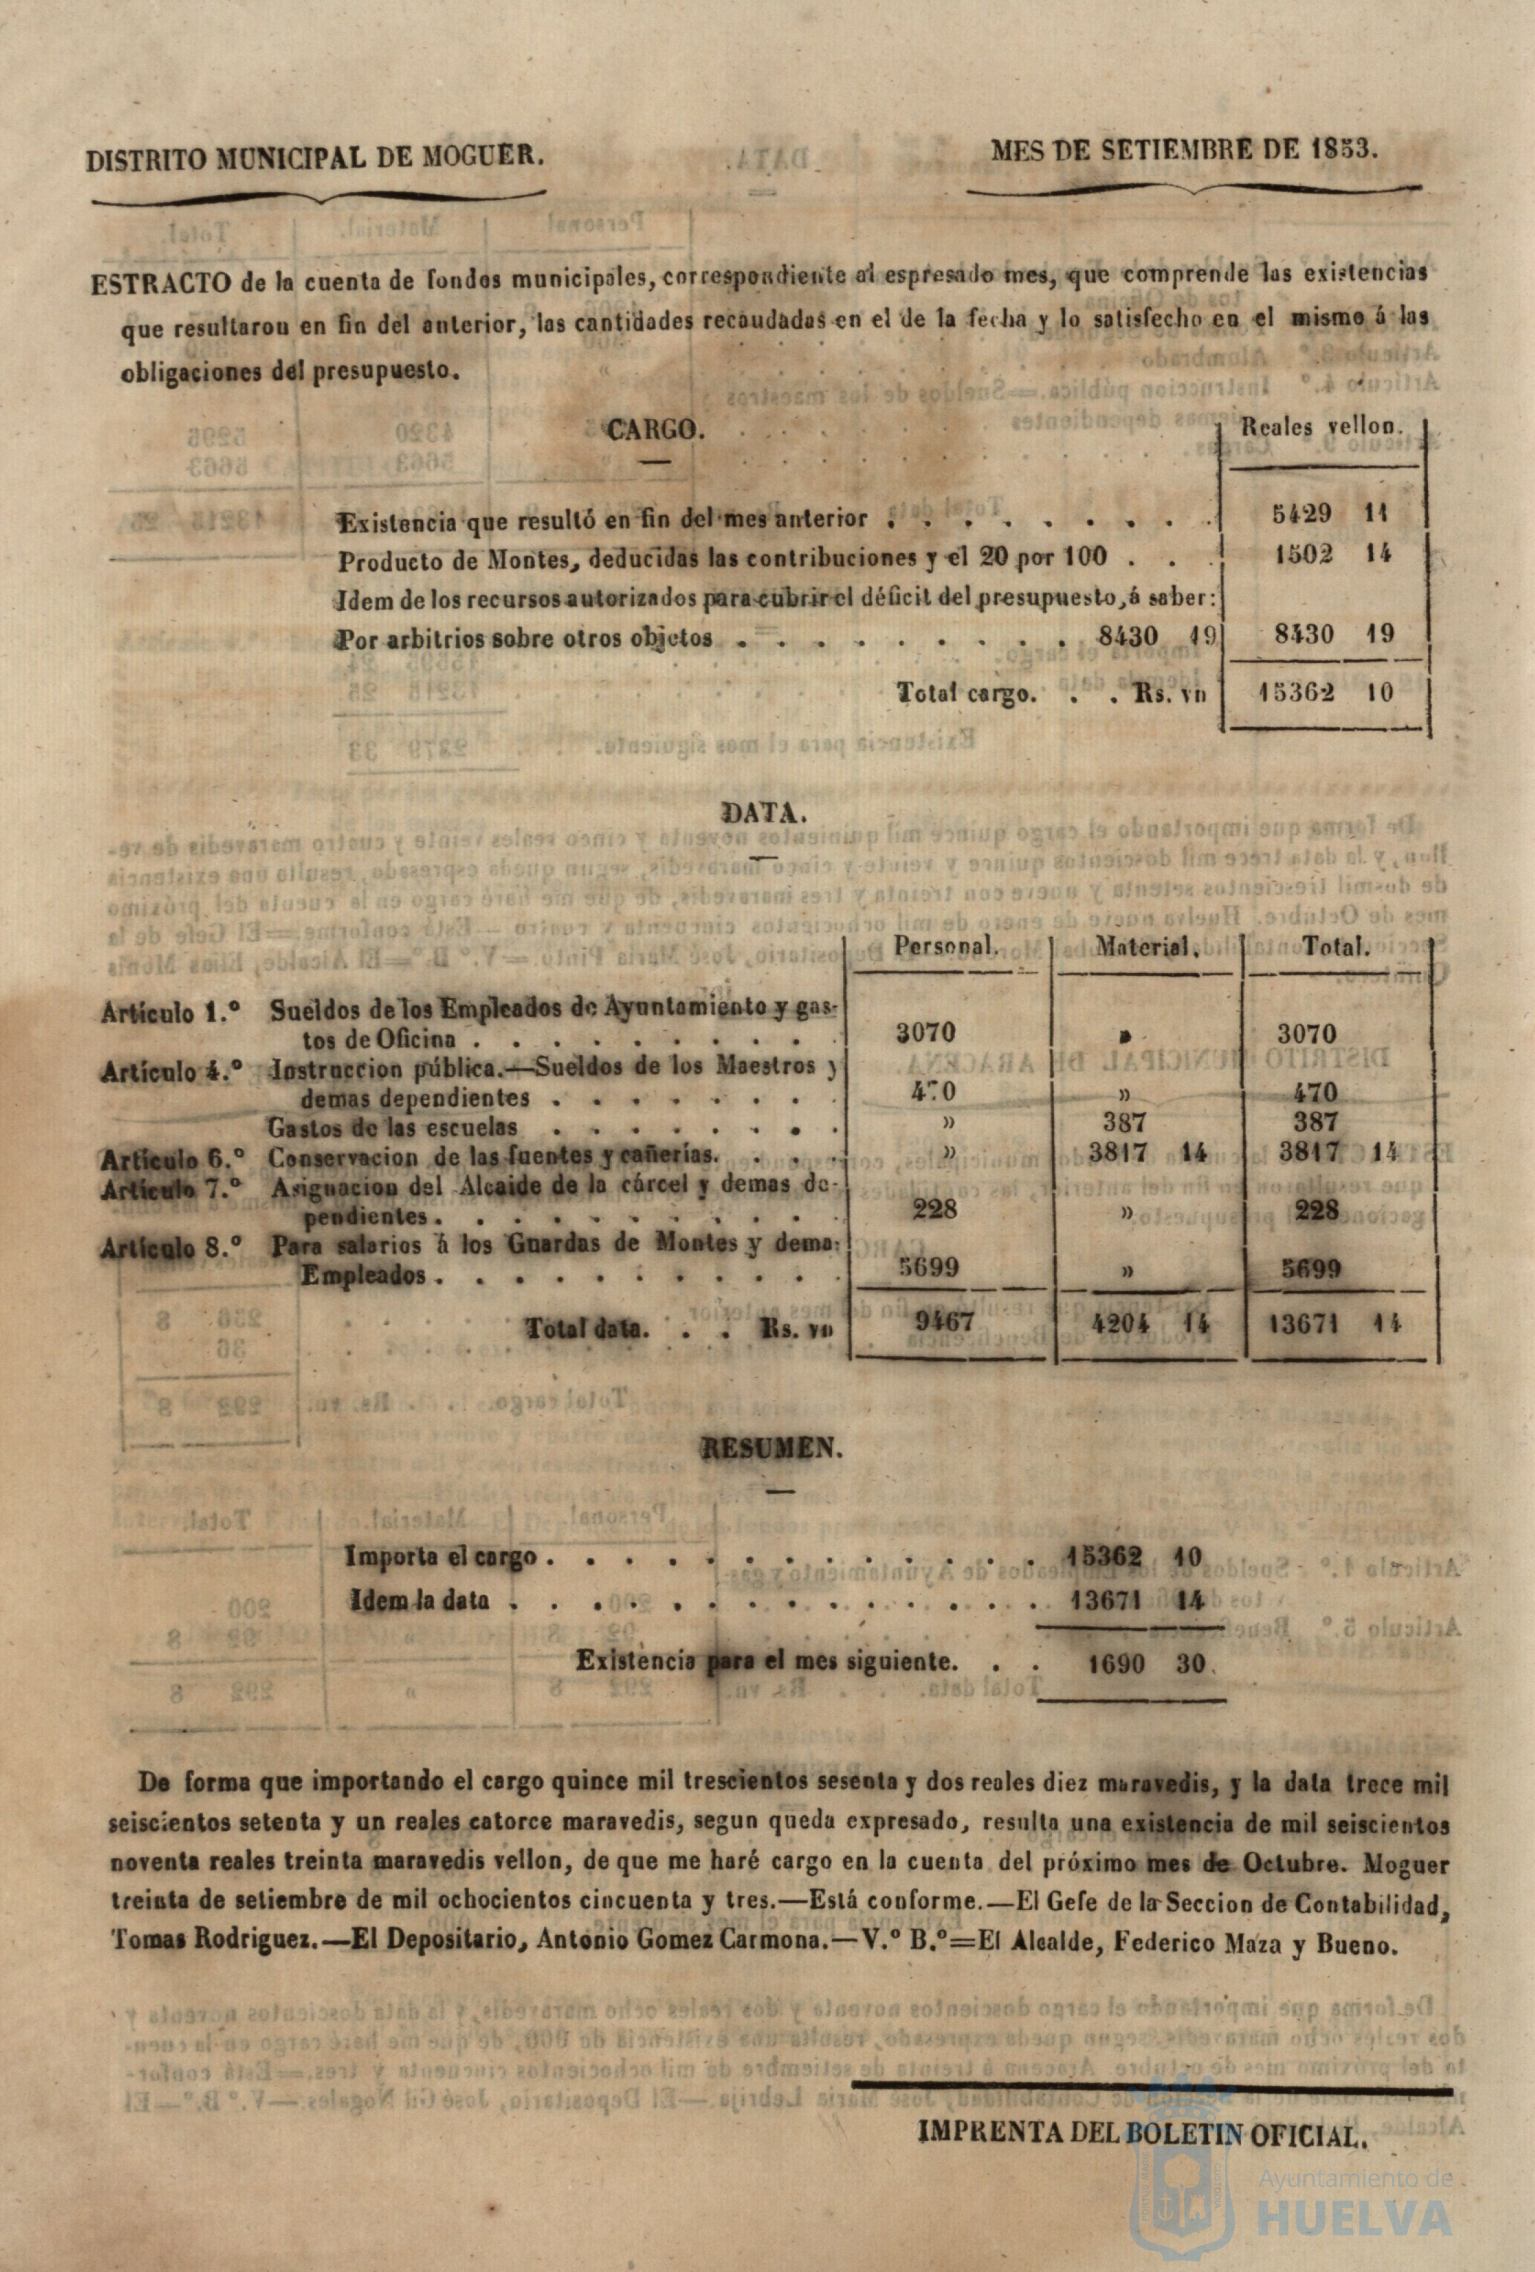 DISTRITO MUNICIPAL DE MOGUER.
MES DE SETIEMBRE DE 1853.
ESTRACTO de la cuenta de fondos municipales, correspondiente al espresado mes, que comprende las existencias
que resultaron en fin del anterior, las cantidades recaudadas en el de la fecha y lo satisfecho en el mismo á las
obligaciones del presupuesto.
CARGO.
Reales vellon.
Existencia que resultó en fin del mes anterior . . . . . . . . . 5429 11
Producto de Montes, deducidas las contribuciones y el 20 por 100 . . . 1502 14
Idem de los recursos autorizados para cubrir el déficit del presupuesto, á saber:
Por arbitrios sobre otros objetos . . . . . . . . . 8430 19 8430 19
Total cargo. . . Rs. vn 15362 10
DATA.
Personal. Material. Total.
Artículo 1.º Sueldos de los Empleados de Ayuntamiento y gas-
tos de Oficina . . . . . . . . . . 3070 » 3070
Artículo 4.º Instruccion pública.—Sueldos de los Maestros y
demas dependientes . . . . . . . . 470 » 470
Gastos de las escuelas . . . . . . . . » 387 387
Artículo 6.º Conservacion de las fuentes y cañerías. . . . » 3817 14 3817 14
Artículo 7.º Asignacion del Alcaide de la cárcel y demas de-
pendientes . . . . . . . . . . . 228 » 228
Artículo 8.º Para salarios á los Guardas de Montes y dema
Empleados . . . . . . . . . . . 5699 » 5699
Total data. . . Rs. vn 9467 4204 14 13671 14
RESUMEN.
Importa el cargo . . . . . . . . . . . . . 15362 10
Idem la data . . . . . . . . . . . . . . 13671 14
Existencia para el mes siguiente. . . 1690 30
De forma que importando el cargo quince mil trescientos sesenta y dos reales diez maravedis, y la data trece mil
seiscientos setenta y un reales catorce maravedis, segun queda expresado, resulta una existencia de mil seiscientos
noventa reales treinta maravedis vellon, de que me haré cargo en la cuenta del próximo mes de Octubre. Moguer
treinta de setiembre de mil ochocientos cincuenta y tres.—Está conforme.—El Gefe de la Seccion de Contabilidad,
Tomas Rodriguez.—El Depositario, Antonio Gomez Carmona.—V.º B.º=El Alcalde, Federico Maza y Bueno.
IMPRENTA DEL BOLETIN OFICIAL.
Ayuntamiento de
HUELVA